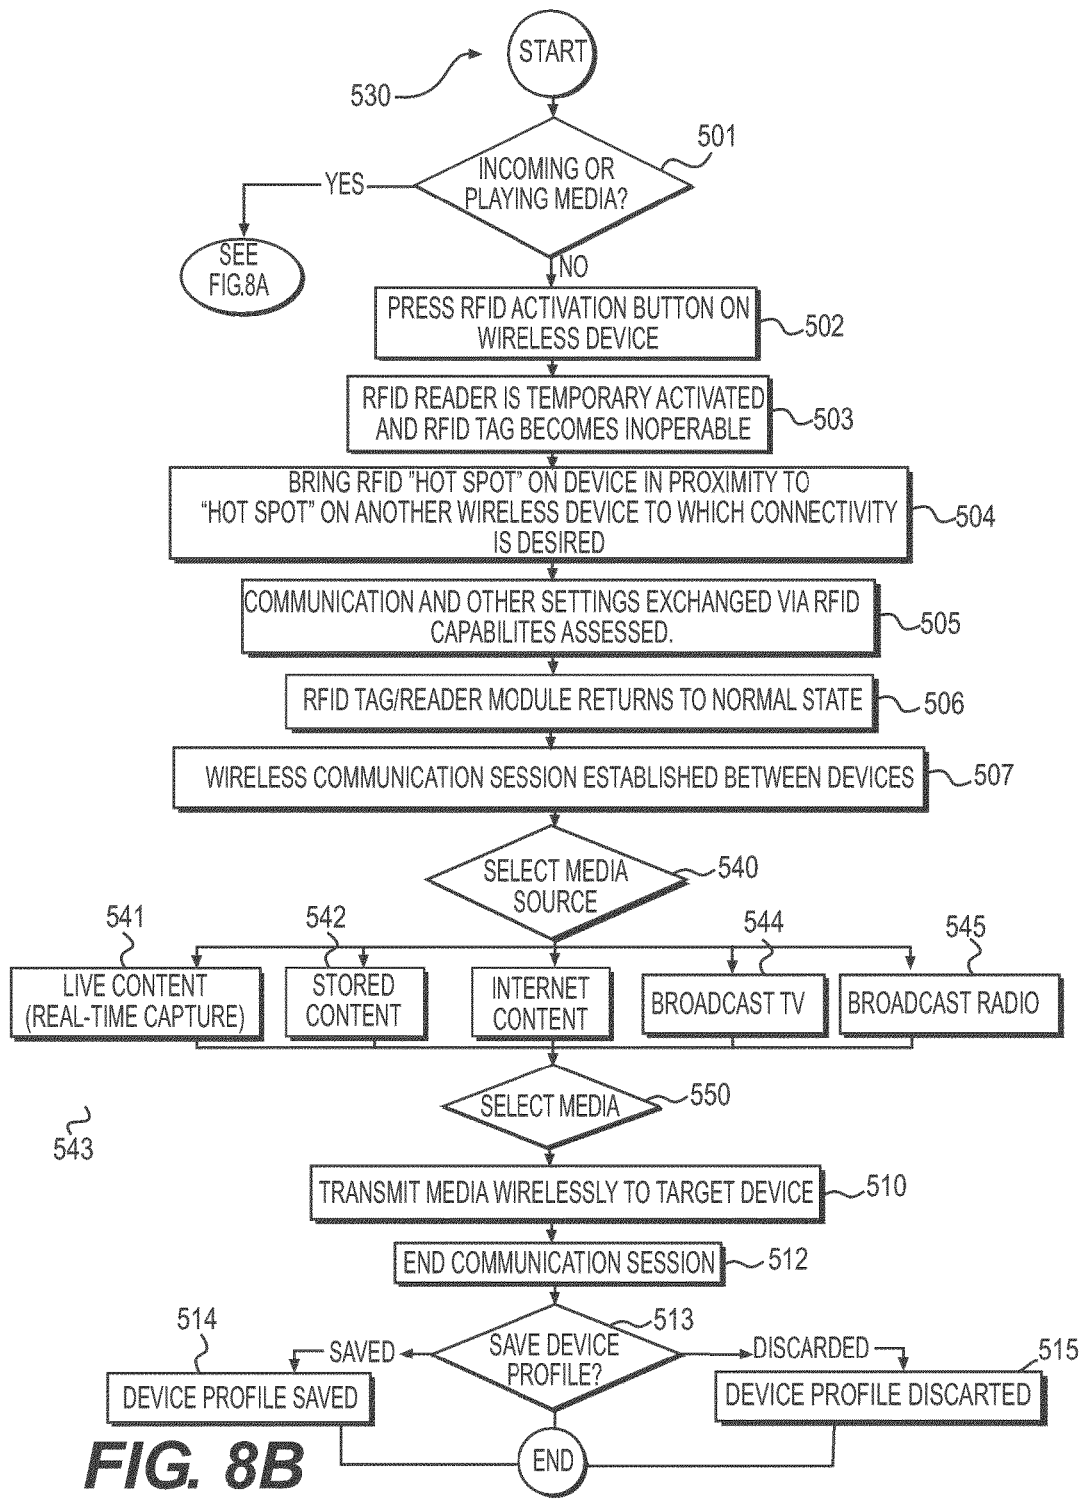 START
530
501
INCOMING OR
PLAYING MEDIA?
YES
SEE
FIG.8A
NO
PRESS RFID ACTIVATION BUTTON ON
WIRELESS DEVICE
502
RFID READER IS TEMPORARY ACTIVATED
AND RFID TAG BECOMES INOPERABLE
503
BRING RFID "HOT SPOT" ON DEVICE IN PROXIMITY TO
"HOT SPOT" ON ANOTHER WIRELESS DEVICE TO WHICH CONNECTIVITY
IS DESIRED
504
COMMUNICATION AND OTHER SETTINGS EXCHANGED VIA RFID
CAPABILITES ASSESSED.
505
RFID TAG/READER MODULE RETURNS TO NORMAL STATE
506
WIRELESS COMMUNICATION SESSION ESTABLISHED BETWEEN DEVICES
507
SELECT MEDIA
SOURCE
540
541
542
544
545
LIVE CONTENT
(REAL-TIME CAPTURE)
STORED
CONTENT
INTERNET
CONTENT
BROADCAST TV
BROADCAST RADIO
SELECT MEDIA
550
543
TRANSMIT MEDIA WIRELESSLY TO TARGET DEVICE
510
END COMMUNICATION SESSION
512
513
SAVE DEVICE
PROFILE?
514
SAVED
DISCARDED
515
DEVICE PROFILE SAVED
DEVICE PROFILE DISCARTED
END
FIG. 8B